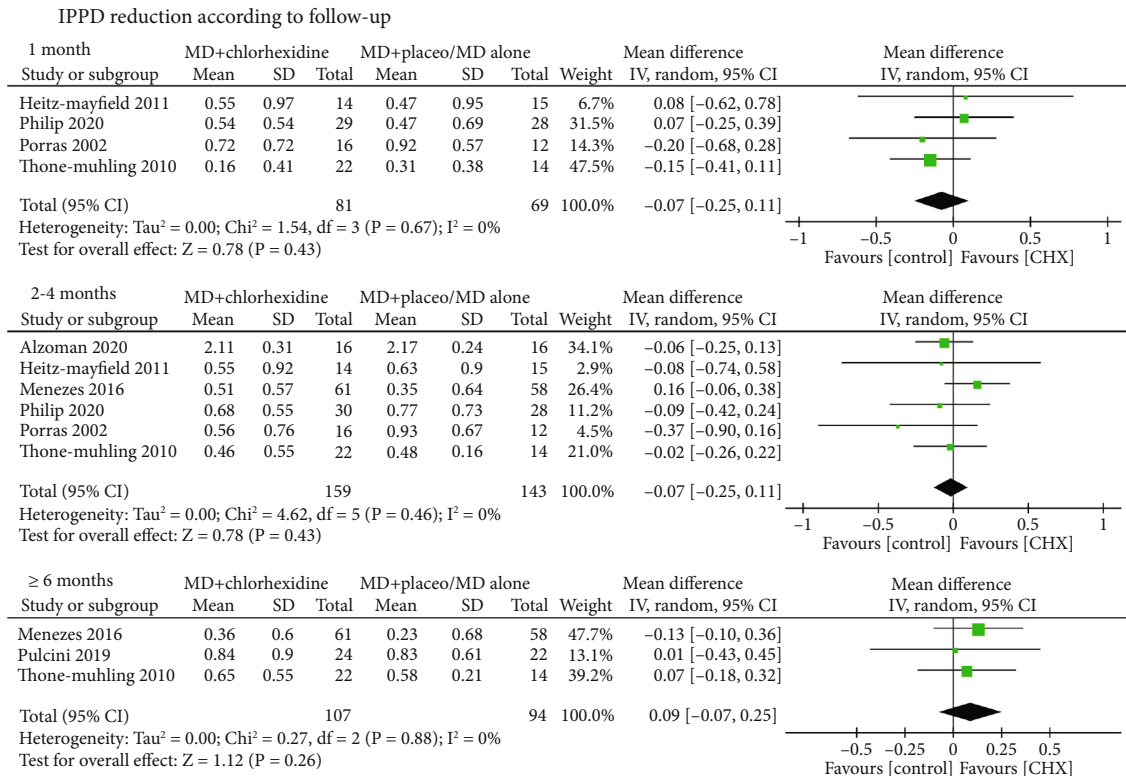 IPPD reduction according to follow-up
1 month MD+chlorhexidine MD+placeo/MD alone Mean difference Mean difference
Study or subgroup Mean SD Total Mean SD Total Weight IV, random, 95% CI IV, random, 95% CI
Heitz-mayfield 2011 0.55 0.97 14 0.47 0.95 15 6.7% 0.08 [−0.62, 0.78]
Philip 2020 0.54 0.54 29 0.47 0.69 28 31.5% 0.07 [−0.25, 0.39]
Porras 2002 0.72 0.72 16 0.92 0.57 12 14.3% −0.20 [−0.68, 0.28]
Thone-muhling 2010 0.16 0.41 22 0.31 0.38 14 47.5% −0.15 [−0.41, 0.11]
Total (95% CI) 81 69 100.0% −0.07 [−0.25, 0.11]
Heterogeneity: Tau² = 0.00; Chi² = 1.54, df = 3 (P = 0.67); I² = 0%
Test for overall effect: Z = 0.78 (P = 0.43)
−1 −0.5 0 0.5 1
Favours [control] Favours [CHX]
2-4 months MD+chlorhexidine MD+placeo/MD alone Mean difference Mean difference
Study or subgroup Mean SD Total Mean SD Total Weight IV, random, 95% CI IV, random, 95% CI
Alzoman 2020 2.11 0.31 16 2.17 0.24 16 34.1% −0.06 [−0.25, 0.13]
Heitz-mayfield 2011 0.55 0.92 14 0.63 0.9 15 2.9% −0.08 [−0.74, 0.58]
Menezes 2016 0.51 0.57 61 0.35 0.64 58 26.4% 0.16 [−0.06, 0.38]
Philip 2020 0.68 0.55 30 0.77 0.73 28 11.2% −0.09 [−0.42, 0.24]
Porras 2002 0.56 0.76 16 0.93 0.67 12 4.5% −0.37 [−0.90, 0.16]
Thone-muhling 2010 0.46 0.55 22 0.48 0.16 14 21.0% −0.02 [−0.26, 0.22]
Total (95% CI) 159 143 100.0% −0.07 [−0.25, 0.11]
Heterogeneity: Tau² = 0.00; Chi² = 4.62, df = 5 (P = 0.46); I² = 0%
Test for overall effect: Z = 0.78 (P = 0.43)
−1 −0.5 0 0.5 1
Favours [control] Favours [CHX]
≥ 6 months MD+chlorhexidine MD+placeo/MD alone Mean difference Mean difference
Study or subgroup Mean SD Total Mean SD Total Weight IV, random, 95% CI IV, random, 95% CI
Menezes 2016 0.36 0.6 61 0.23 0.68 58 47.7% −0.13 [−0.10, 0.36]
Pulcini 2019 0.84 0.9 24 0.83 0.61 22 13.1% 0.01 [−0.43, 0.45]
Thone-muhling 2010 0.65 0.55 22 0.58 0.21 14 39.2% 0.07 [−0.18, 0.32]
Total (95% CI) 107 94 100.0% 0.09 [−0.07, 0.25]
Heterogeneity: Tau² = 0.00; Chi² = 0.27, df = 2 (P = 0.88); I² = 0%
Test for overall effect: Z = 1.12 (P = 0.26)
−0.5 −0.25 0 0.25 0.5
Favours [control] Favours [CHX]